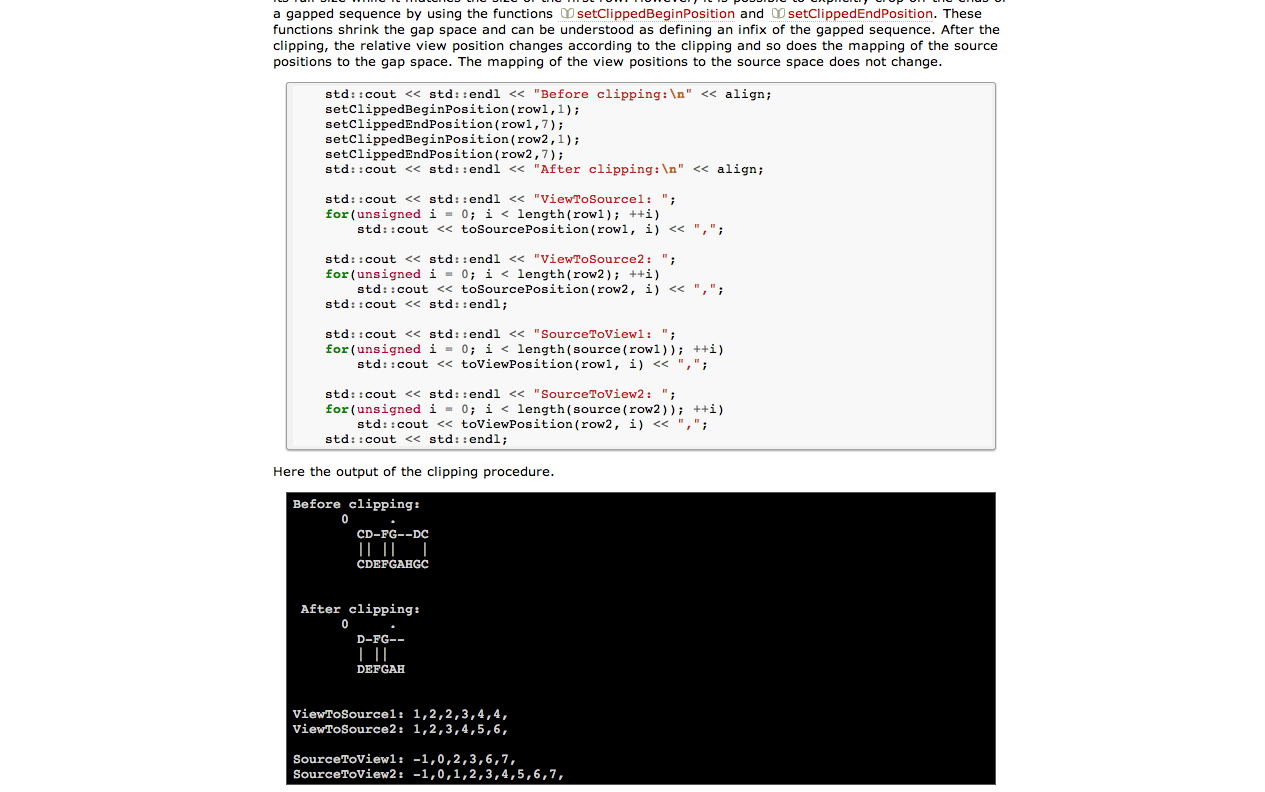 a gapped sequence by using the functions setClippedBeginPosition and setClippedEndPosition. These
functions shrink the gap space and can be understood as defining an infix of the gapped sequence. After the
clipping, the relative view position changes according to the clipping and so does the mapping of the source
positions to the gap space. The mapping of the view positions to the source space does not change.
std::cout << std::endl << "Before clipping:\n" << align;
setClippedBeginPosition(row1,1);
setClippedEndPosition(row1,7);
setClippedBeginPosition(row2,1);
setClippedEndPosition(row2,7);
std::cout << std::endl << "After clipping:\n" << align;
std::cout << std::endl << "ViewToSource1: ";
for(unsigned i = 0; i < length(row1); ++i)
std::cout << toSourcePosition(row1, i) << ",";
std::cout << std::endl << "ViewToSource2: ";
for(unsigned i = 0; i < length(row2); ++i)
std::cout << toSourcePosition(row2, i) << ",";
std::cout << std::endl;
std::cout << std::endl << "SourceToView1: ";
for(unsigned i = 0; i < length(source(row1)); ++i)
std::cout << toViewPosition(row1, i) << ",";
std::cout << std::endl << "SourceToView2: ";
for(unsigned i = 0; i < length(source(row2)); ++i)
std::cout << toViewPosition(row2, i) << ",";
std::cout << std::endl;
Here the output of the clipping procedure.
Before clipping:
0     .
CD-FG--DC
|| ||   |
CDEFGAHGC
After clipping:
0     .
D-FG--
| ||
DEFGAH
ViewToSource1: 1,2,2,3,4,4,
ViewToSource2: 1,2,3,4,5,6,
SourceToView1: -1,0,2,3,6,7,
SourceToView2: -1,0,1,2,3,4,5,6,7,